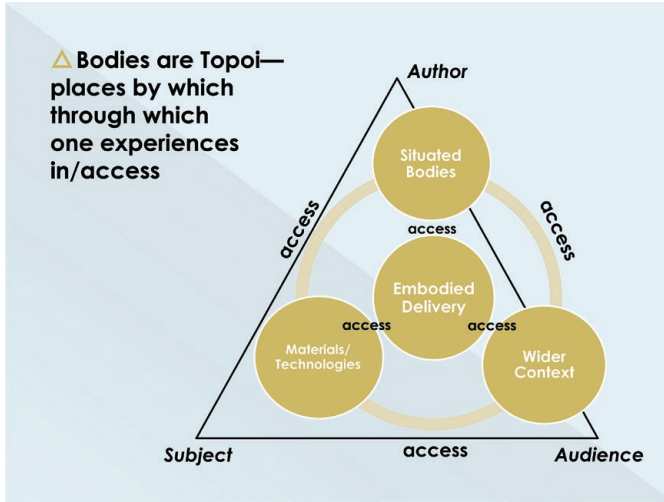 △ Bodies are Topoi—
places by which
through which
one experiences
in/access
Author
Situated
Bodies
access
access
access
Embodied
Delivery
access
access
Materials/
Technologies
Wider
Context
Subject
access
Audience